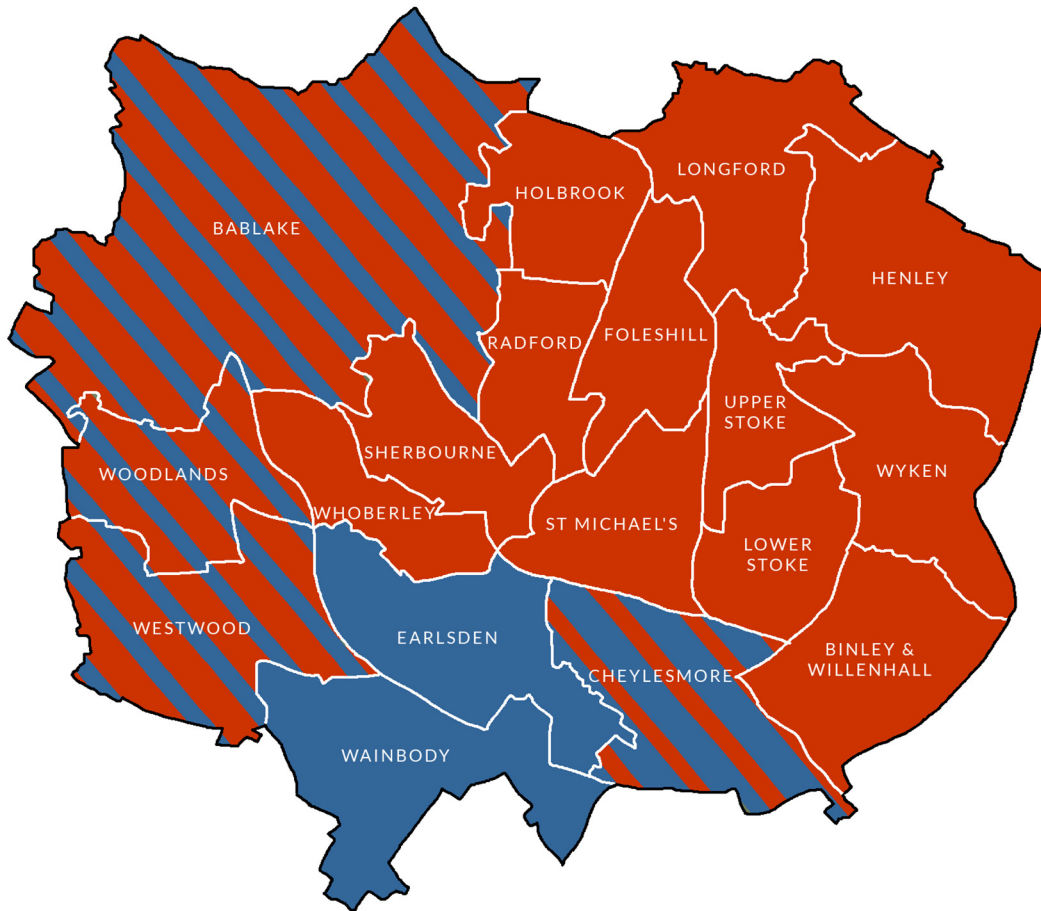 LONGFORD
HOLBROOK
BABLAKE
HENLEY
FOLESHILL
RADFORD
UPPER
STOKE
SHERBOURNE
WYKEN
WOODLANDS
WHOBERLEY
ST MICHAEL'S
LOWER
STOKE
WESTWOOD
EARLSDEN
BINLEY &
WILLENHALL
CHEYLESMORE
WAINBODY